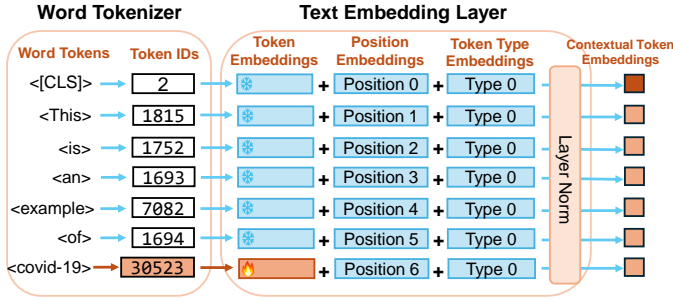 Word Tokenizer
Text Embedding Layer
Word Tokens
Token IDs
Token
Embeddings
Position
Embeddings
Token Type
Embeddings
Contextual Token
Embeddings
<[CLS]> 2 + Position 0 + Type 0
<This> 1815 + Position 1 + Type 0
<is> 1752 + Position 2 + Type 0
<an> 1693 + Position 3 + Type 0
<example> 7082 + Position 4 + Type 0
<of> 1694 + Position 5 + Type 0
<covid-19> 30523 + Position 6 + Type 0
Layer Norm